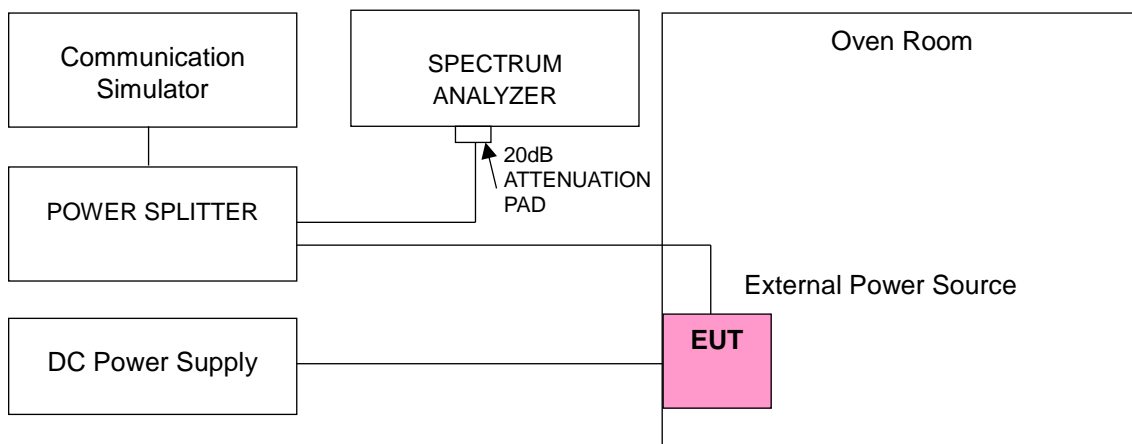 Communication
Simulator
SPECTRUM
ANALYZER
Oven Room
20dB
ATTENUATION
PAD
POWER SPLITTER
External Power Source
EUT
DC Power Supply